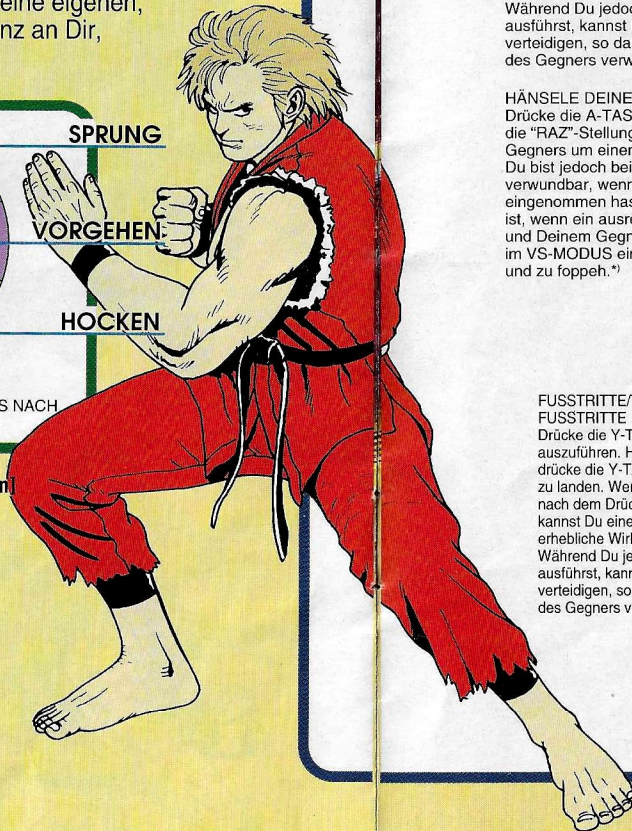 eine eigenen,
nz an Dir,
SPRUNG
VORGEHEN
HOCKEN
S NACH
Während Du jedoc
ausführst, kannst
verteidigen, so da
des Gegners verw
HÄNSELE DEINE
Drücke die A-TAS
die “RAZ”-Stellung
Gegners um einen
Du bist jedoch bei
verwundbar, wenn
eingenommen has
ist, wenn ein ausre
und Deinem Gegn
im VS-MODUS ein
und zu foppeh.*)
FUSSTRITTE/
FUSSTRITTE
Drücke die Y-T
auszuführen. H
drücke die Y-T
zu landen. Wer
nach dem Drüc
kannst Du eine
erhebliche Wirk
Während Du je
ausführst, kann
verteidigen, so
des Gegners v